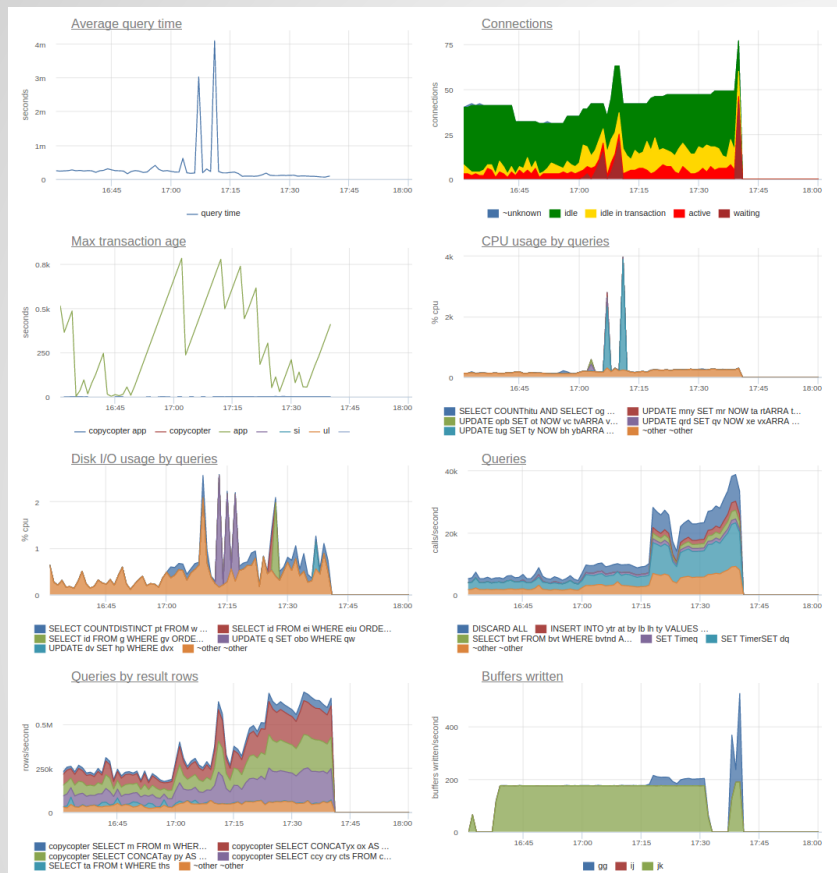 Average query time
4m
3m
2m
1m
0
seconds
16:45 17:00 17:15 17:30 17:45 18:00
query time
Connections
75
50
25
0
connections
16:45 17:00 17:15 17:30 17:45 18:00
~unknown idle idle in transaction active waiting
Max transaction age
0.8k
0.5k
250
0
seconds
16:45 17:00 17:15 17:30 17:45 18:00
copycopter app copycopter app si ul
CPU usage by queries
4k
2k
0
% cpu
16:45 17:00 17:15 17:30 17:45 18:00
SELECT COUNThitu AND SELECT og ... UPDATE mny SET mr NOW ta rtARRA t...
UPDATE opb SET ot NOW vc tvARRA v... UPDATE qrd SET qv NOW xe vxARRA ...
UPDATE tug SET ty NOW bh ybARRA ... ~other ~other
Disk I/O usage by queries
2
1
0
% cpu
16:45 17:00 17:15 17:30 17:45 18:00
SELECT COUNTDISTINCT pt FROM w ... SELECT id FROM ei WHERE eiu ORDE...
SELECT id FROM g WHERE gv ORDE... UPDATE q SET obo WHERE qw
UPDATE dv SET hp WHERE dvx ~other ~other
Queries
40k
20k
0
calls/second
16:45 17:00 17:15 17:30 17:45 18:00
DISCARD ALL INSERT INTO ytr at by lb lh ty VALUES ...
SELECT bvt FROM bvt WHERE bvtnd A... SET Timeq SET TimerSET dq
~other ~other
Queries by result rows
0.5M
250k
0
rows/second
16:45 17:00 17:15 17:30 17:45 18:00
copycopter SELECT m FROM m WHER... copycopter SELECT CONCATyx ox AS ...
copycopter SELECT CONCATay py AS ... copycopter SELECT ccy cry cts FROM c...
SELECT ta FROM t WHERE ths ~other ~other
Buffers written
400
200
0
buffers written/second
16:45 17:00 17:15 17:30 17:45 18:00
gg ij jk